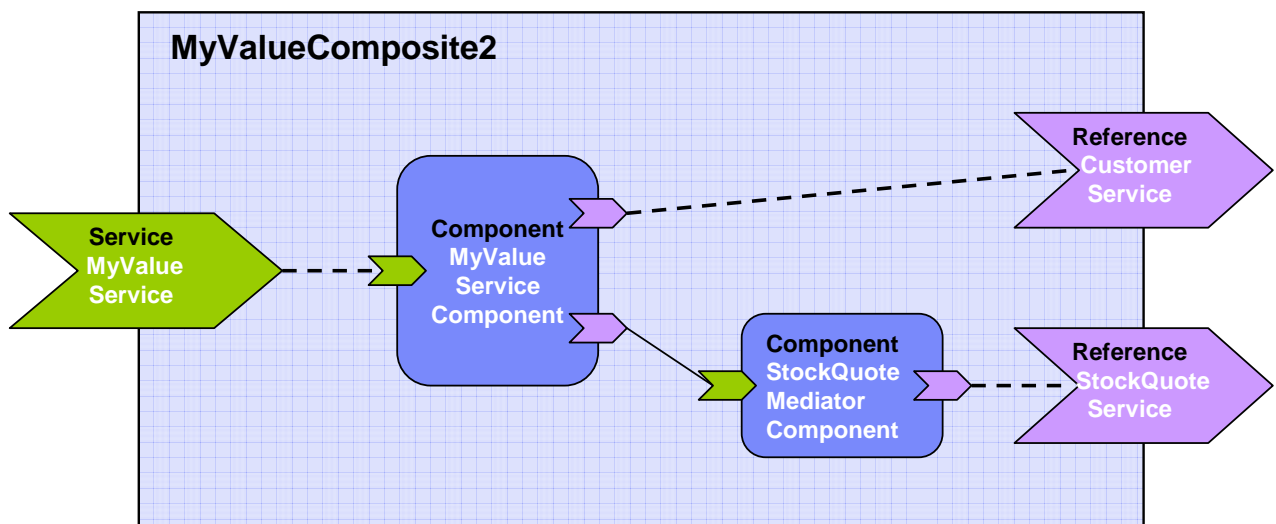 MyValueComposite2
Service
MyValue
Service
Component
MyValue
Service
Component
Component
StockQuote
Mediator
Component
Reference
Customer
Service
Reference
StockQuote
Service